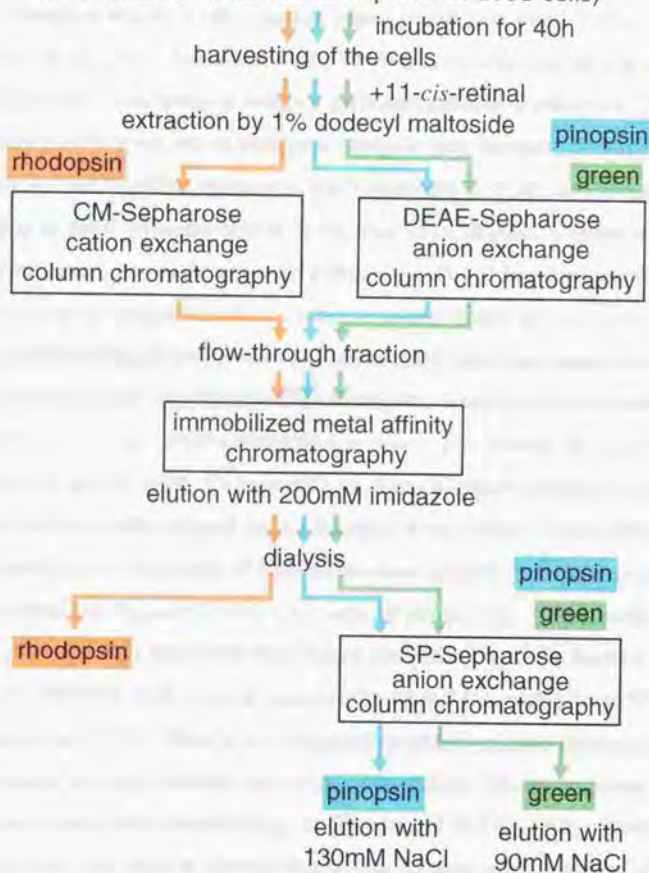 incubation for 40h
harvesting of the cells
+11-cis-retinal
extraction by 1% dodecyl maltoside
pinopsin
rhodopsin
green
CM-Sepharose
cation exchange
column chromatography
DEAE-Sepharose
anion exchange
column chromatography
flow-through fraction
immobilized metal affinity
chromatography
elution with 200mM imidazole
dialysis
pinopsin
green
rhodopsin
SP-Sepharose
anion exchange
column chromatography
pinopsin
green
elution with
130mM NaCl
elution with
90mM NaCl